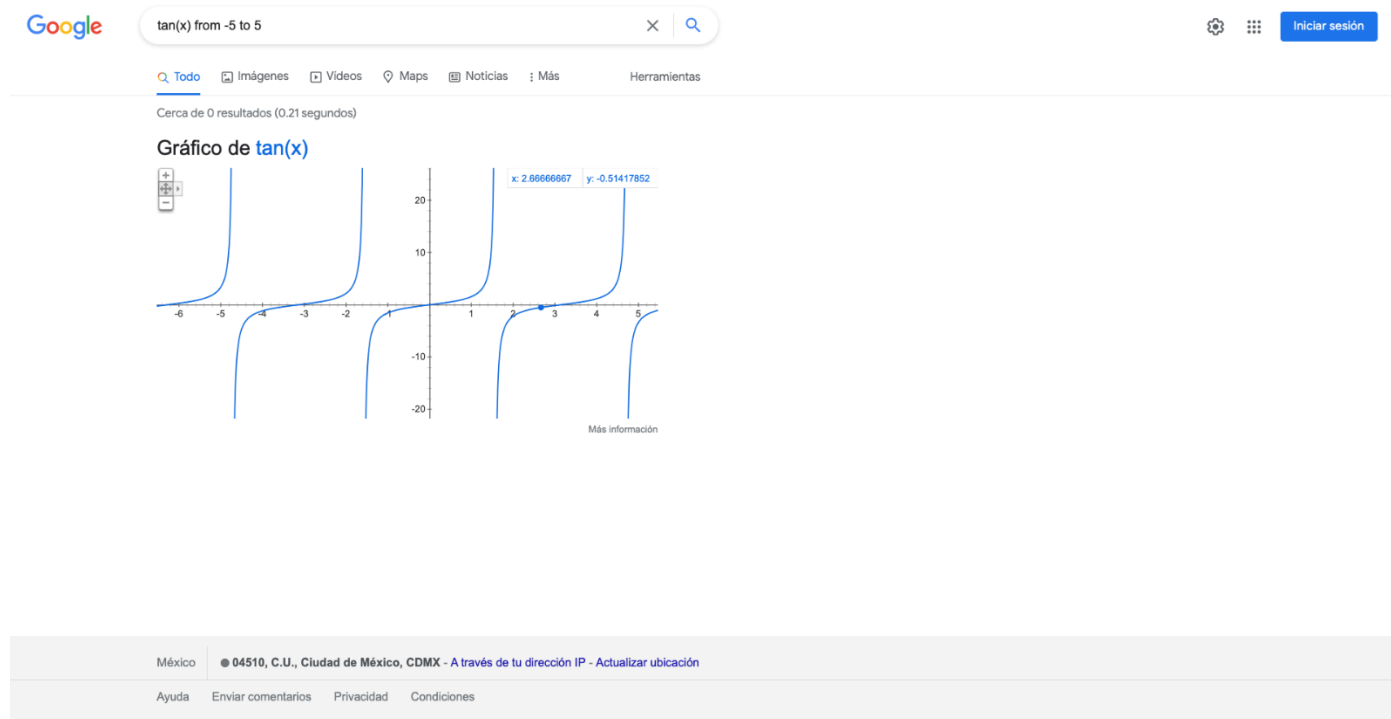 Google
tan(x) from -5 to 5
Iniciar sesión
Todo Imágenes Vídeos Maps Noticias Más Herramientas
Cerca de 0 resultados (0.21 segundos)
Gráfico de tan(x)
x: 2.66666667 y: -0.51417852
20
10
-6 -5 -4 -3 -2 -1 1 2 3 4 5
-10
-20
Más información
México 04510, C.U., Ciudad de México, CDMX - A través de tu dirección IP - Actualizar ubicación
Ayuda Enviar comentarios Privacidad Condiciones